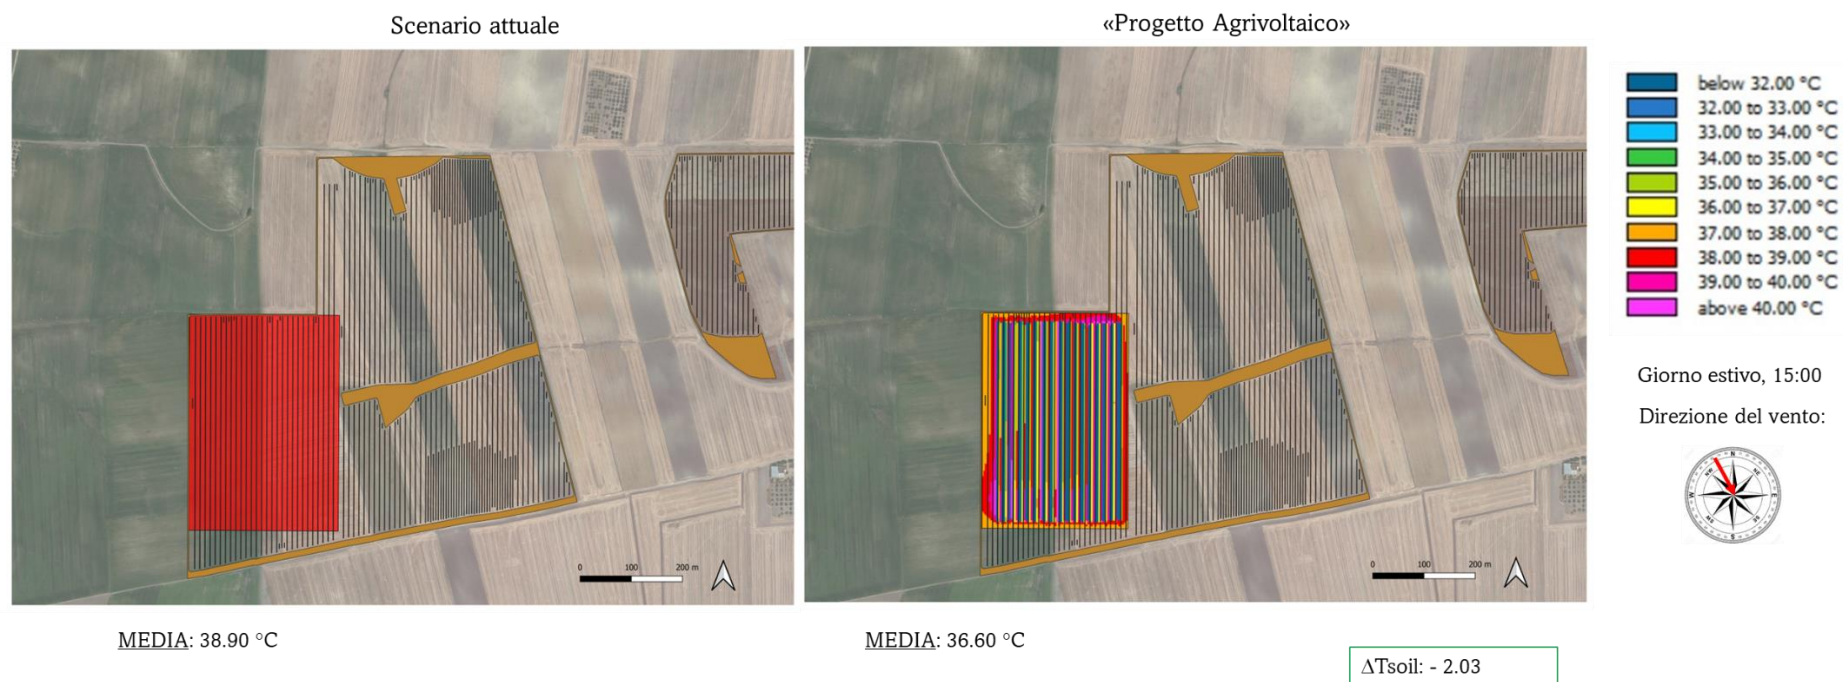 Scenario attuale
«Progetto Agrivoltaico»
below 32.00 °C
32.00 to 33.00 °C
33.00 to 34.00 °C
34.00 to 35.00 °C
35.00 to 36.00 °C
36.00 to 37.00 °C
37.00 to 38.00 °C
38.00 to 39.00 °C
39.00 to 40.00 °C
above 40.00 °C
Giorno estivo, 15:00
Direzione del vento:
N
NE
E
SE
S
W
NW
0 100 200 m
0 100 200 m
MEDIA: 38.90 °C
MEDIA: 36.60 °C
ΔTsoil: - 2.03